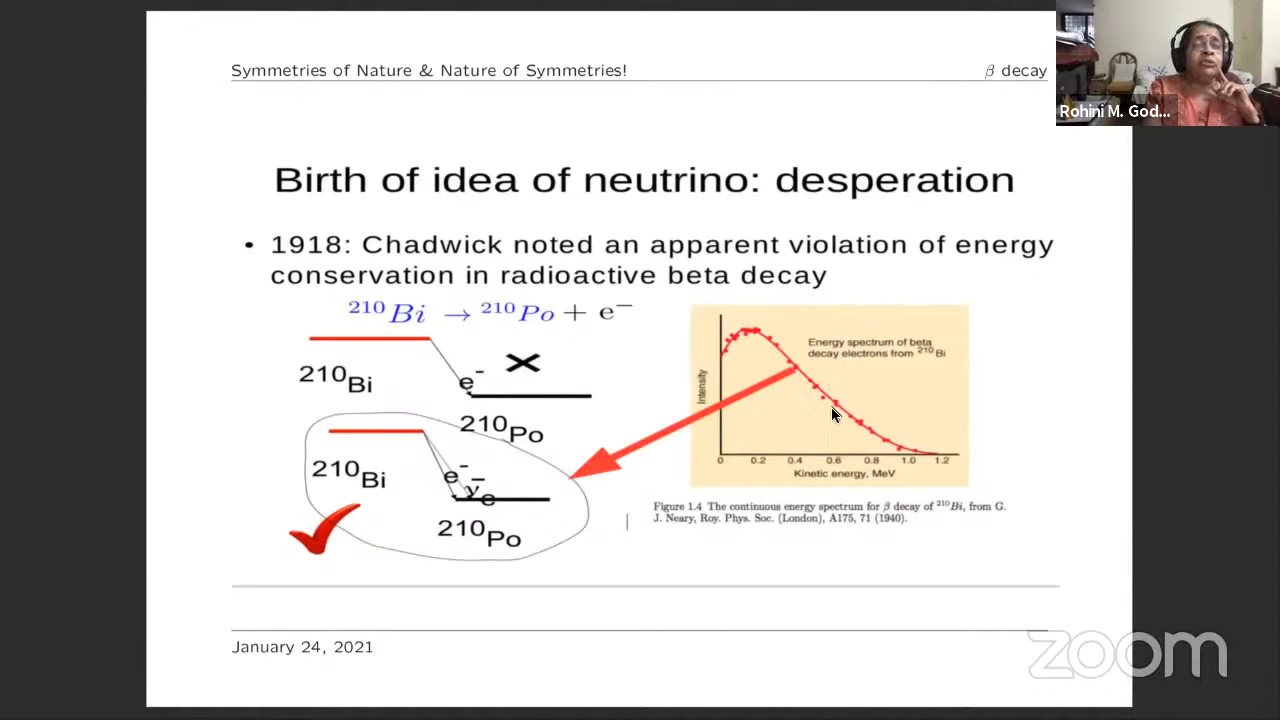 Symmetries of Nature & Nature of Symmetries!
β decay
Rohini M. God...
Birth of idea of neutrino: desperation
• 1918: Chadwick noted an apparent violation of energy
conservation in radioactive beta decay
²¹⁰Bi → ²¹⁰Po + e⁻
²¹⁰Bi
e⁻
²¹⁰Po
²¹⁰Bi
e⁻
ν̅e
²¹⁰Po
Energy spectrum of beta
decay electrons from ²¹⁰Bi
Intensity
0 0.2 0.4 0.6 0.8 1.0 1.2
Kinetic energy, MeV
Figure 1.4 The continuous energy spectrum for β decay of ²¹⁰Bi, from G.
J. Neary, Roy. Phys. Soc. (London), A175, 71 (1940).
January 24, 2021
zoom